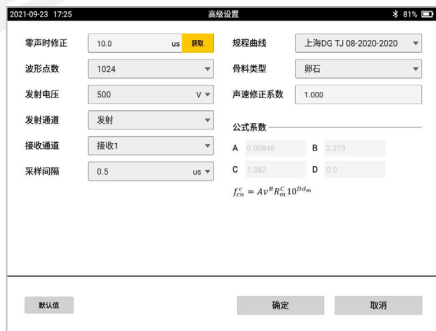 2021-09-23 17:25 高级设置 81%
零声时修正 10.0 us 获取
波形点数 1024
发射电压 500 V
发射通道 发射
接收通道 接收1
采样间隔 0.5 us
规程曲线 上海DG TJ 08-2020-2020
骨料类型 卵石
声速修正系数 1.000
公式系数
A 0.00846 B 2.273
C 1.382 D 0.0
f^c_{cu} = Av^B R^C_m 10^{Dd_m}
默认值 确定 取消